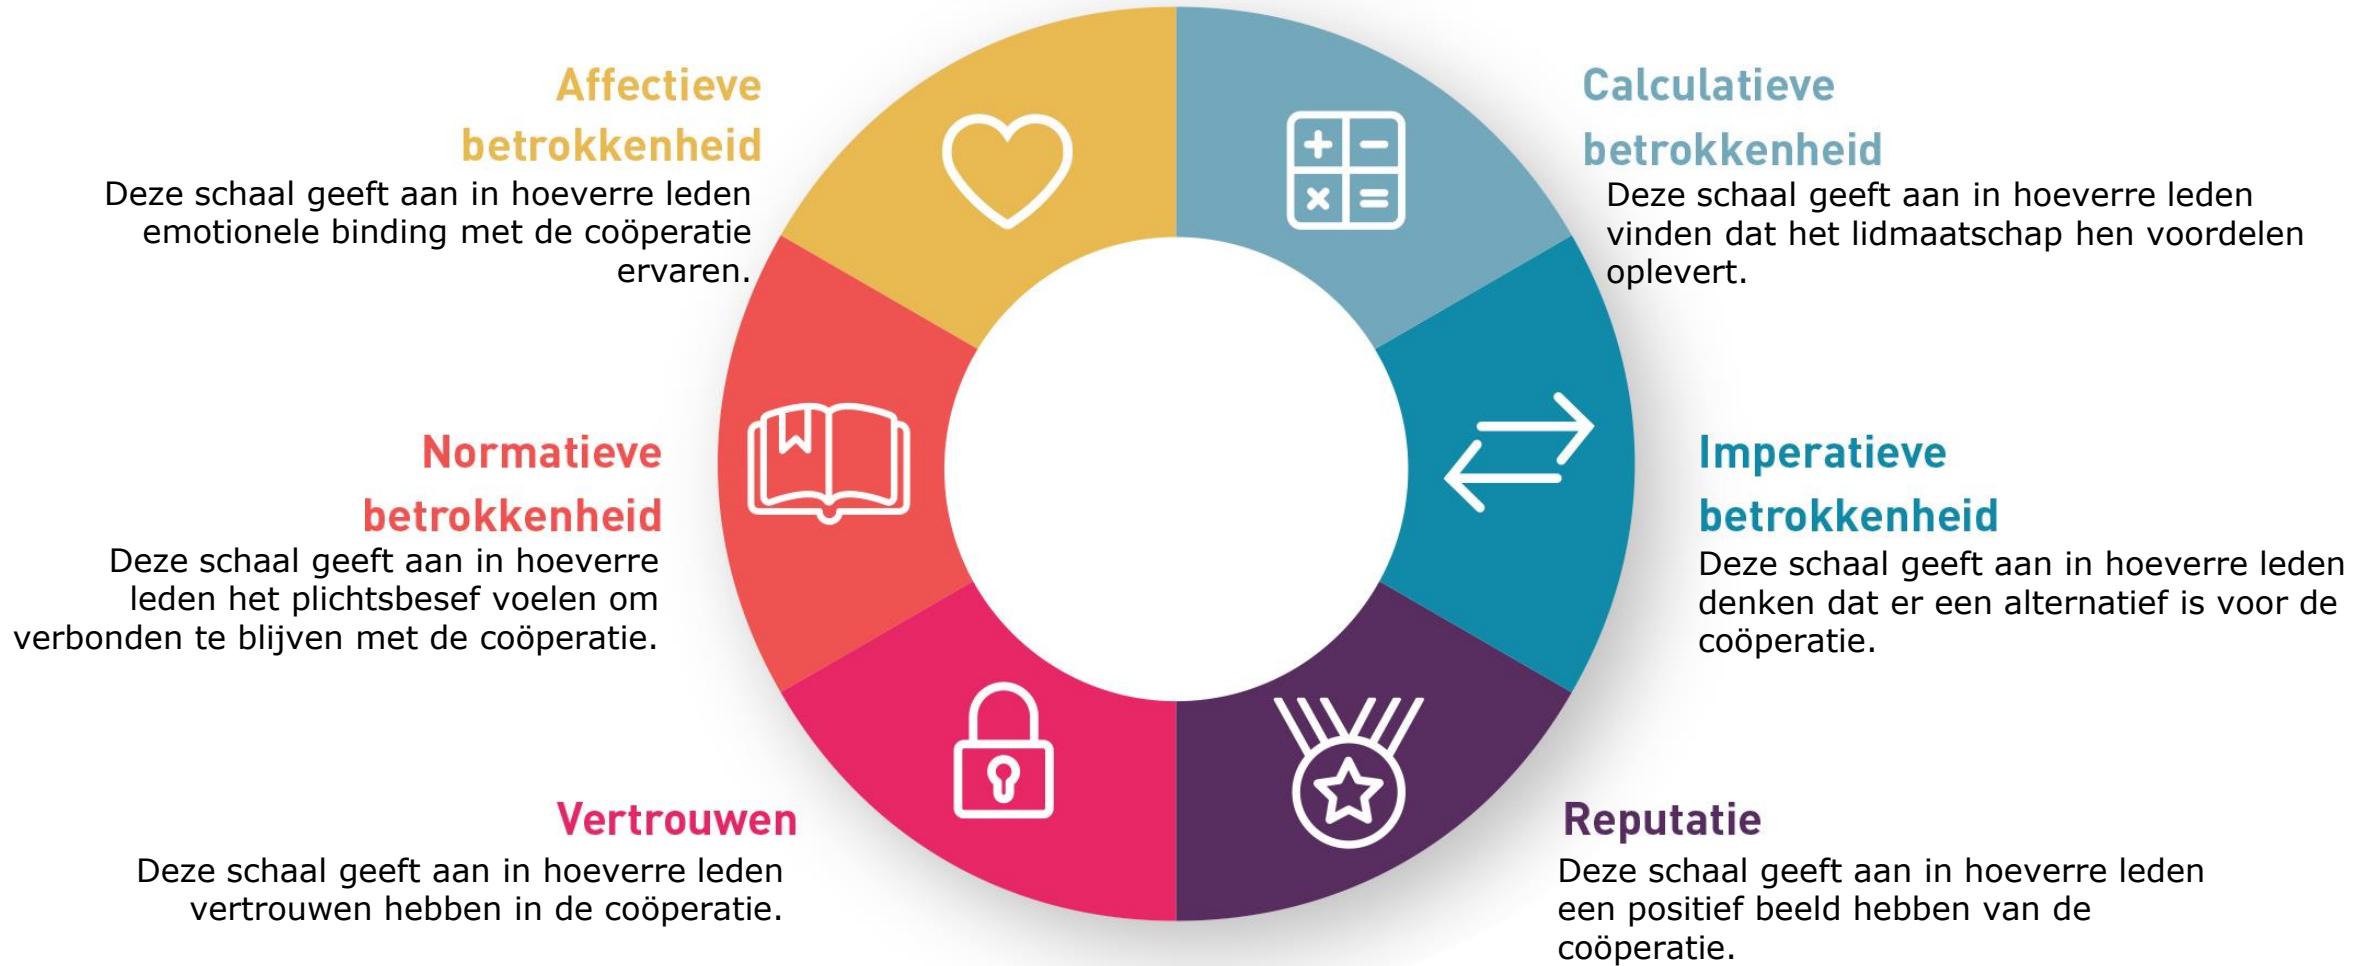 Affectieve
betrokkenheid
Deze schaal geeft aan in hoeverre leden
emotionele binding met de coöperatie
ervaren.
Calculatieve
betrokkenheid
Deze schaal geeft aan in hoeverre leden
vinden dat het lidmaatschap hen voordelen
oplevert.
Normatieve
betrokkenheid
Deze schaal geeft aan in hoeverre
leden het plichtsbesef voelen om
verbonden te blijven met de coöperatie.
Imperatieve
betrokkenheid
Deze schaal geeft aan in hoeverre leden
denken dat er een alternatief is voor de
coöperatie.
Vertrouwen
Deze schaal geeft aan in hoeverre leden
vertrouwen hebben in de coöperatie.
Reputatie
Deze schaal geeft aan in hoeverre leden
een positief beeld hebben van de
coöperatie.